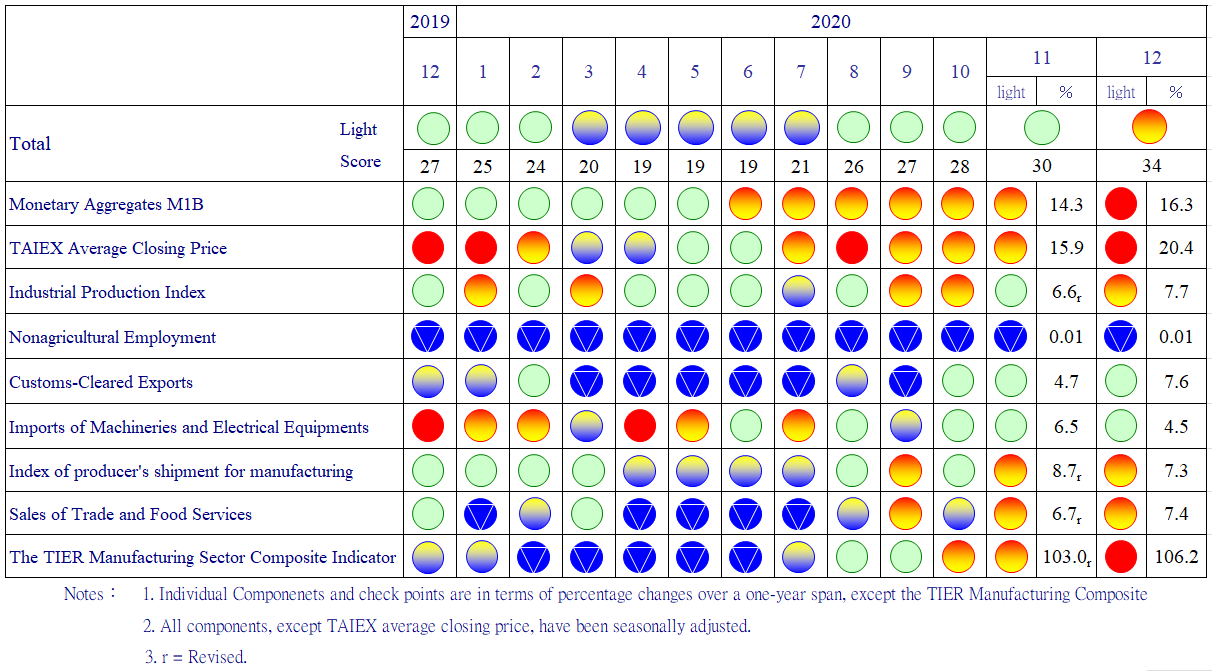 2019 2020
12 1 2 3 4 5 6 7 8 9 10 11 12
light % light %
Total Light
Score 27 25 24 20 19 19 19 21 26 27 28 30 34
Monetary Aggregates M1B 14.3 16.3
TAIEX Average Closing Price 15.9 20.4
Industrial Production Index 6.6r 7.7
Nonagricultural Employment 0.01 0.01
Customs-Cleared Exports 4.7 7.6
Imports of Machineries and Electrical Equipments 6.5 4.5
Index of producer's shipment for manufacturing 8.7r 7.3
Sales of Trade and Food Services 6.7r 7.4
The TIER Manufacturing Sector Composite Indicator 103.0r 106.2
Notes： 1. Individual Componenets and check points are in terms of percentage changes over a one-year span, except the TIER Manufacturing Composite
2. All components, except TAIEX average closing price, have been seasonally adjusted.
3. r = Revised.